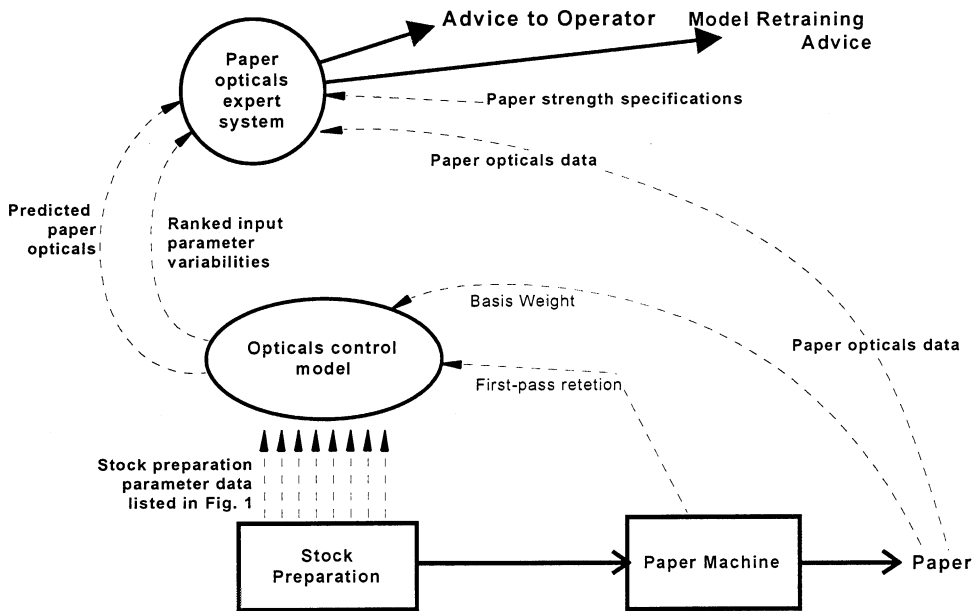 Advice to Operator
Model Retraining
Advice
Paper
opticals
expert
system
Paper strength specifications
Paper opticals data
Predicted
paper
opticals
Ranked input
parameter
variabilities
Basis Weight
Opticals control
model
Paper opticals data
First-pass retetion
Stock preparation
parameter data
listed in Fig. 1
Stock
Preparation
Paper Machine
Paper